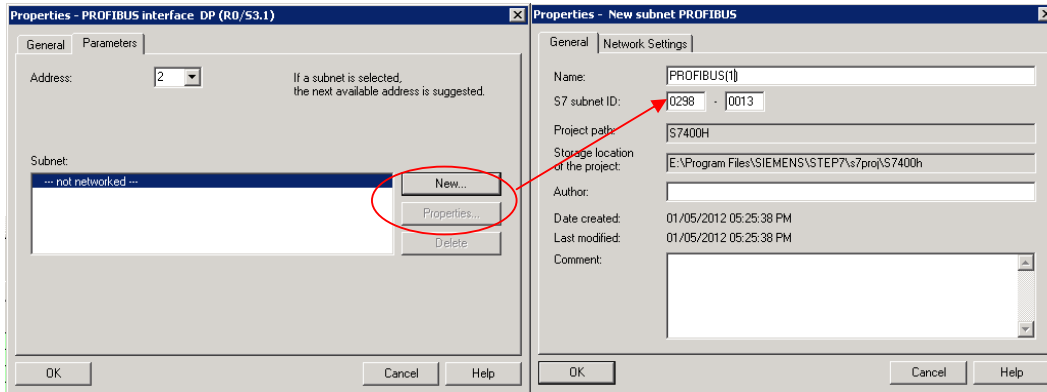 Properties - PROFIBUS interface DP (R0/S3.1)
General Parameters
Address: 2
If a subnet is selected,
the next available address is suggested.
Subnet:
--- not networked ---
New...
Properties...
Delete
OK Cancel Help
Properties - New subnet PROFIBUS
General Network Settings
Name: PROFIBUS(1)
S7 subnet ID: 0298 - 0013
Project path: S7400H
Storage location
of the project: E:\Program Files\SIEMENS\STEP7\s7proj\S7400h
Author:
Date created: 01/05/2012 05:25:38 PM
Last modified: 01/05/2012 05:25:38 PM
Comment:
OK Cancel Help